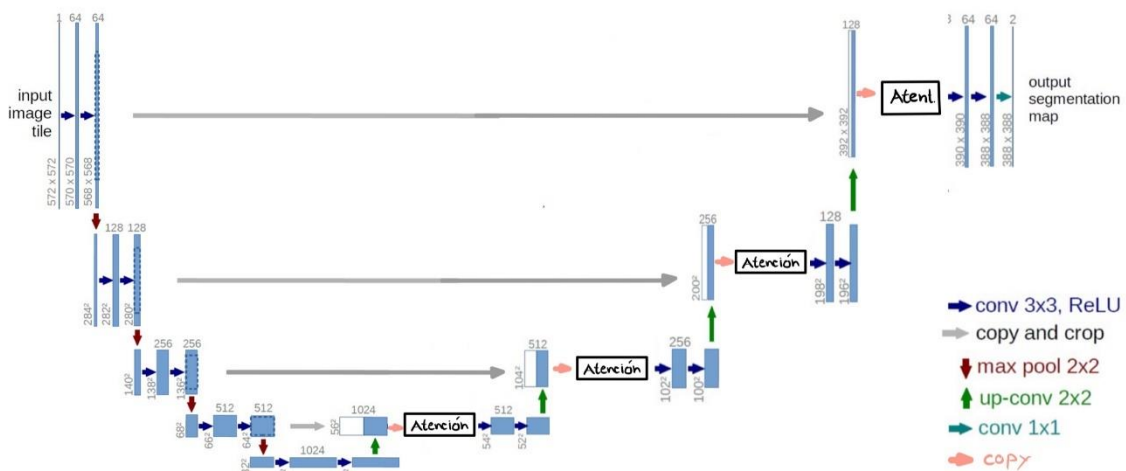 1
64
64
128
64
64
2
input
image
tile
output
segmentation
map
Atent.
572 x 572
570 x 570
568 x 568
392 x 392
390 x 390
388 x 388
388 x 388
128
128
256
128
Atención
284²
282²
280²
200²
198²
196²
256
256
512
256
Atención
140²
138²
136²
104²
102²
100²
512
512
1024
512
Atención
68²
66²
64²
56²
54²
52²
1024
conv 3x3, ReLU
copy and crop
max pool 2x2
up-conv 2x2
conv 1x1
copy